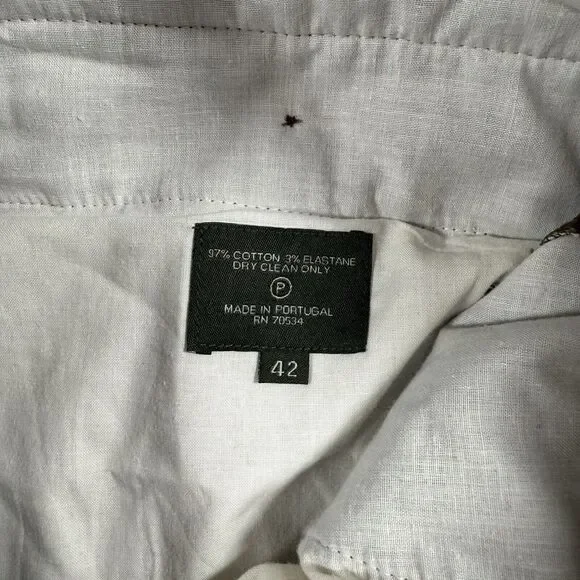 97% COTTON 3% ELASTANE
DRY CLEAN ONLY
P
MADE IN PORTUGAL
RN 70534
42